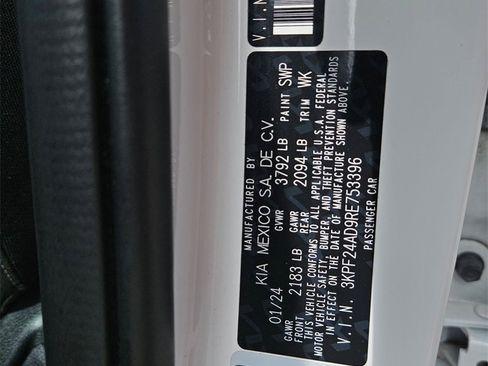 V.I.N
MANUFACTURED BY
KIA MEXICO S.A. DE C.V.
01/24 GVWR 3792 LB PAINT SWP
GAWR FRONT 2183 LB GAWR REAR 2094 LB TRIM WK
THIS VEHICLE CONFORMS TO ALL APPLICABLE U.S.A. FEDERAL
MOTOR VEHICLE SAFETY, BUMPER, AND THEFT PREVENTION STANDARDS
IN EFFECT ON THE DATE OF MANUFACTURE SHOWN ABOVE.
V.I.N. 3KPF24AD9RE753396
PASSENGER CAR